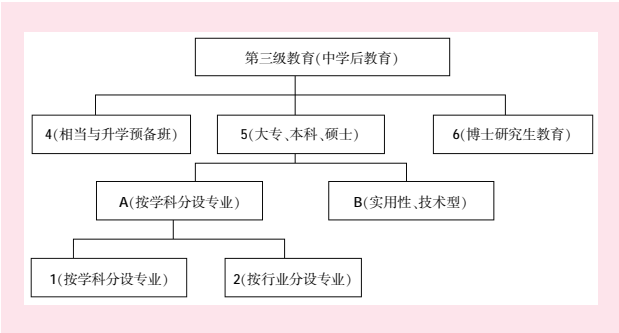 第三级教育(中学后教育)
4(相当与升学预备班)
5(大专、本科、硕士)
6(博士研究生教育)
A(按学科分设专业)
B(实用性、技术型)
1(按学科分设专业)
2(按行业分设专业)